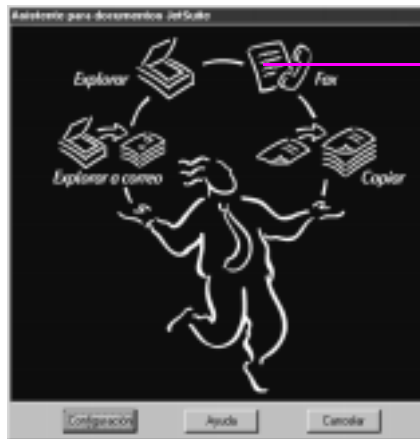 Asistente para documentos JetSuite
Explorar
Fax
Explorar a correo
Copiar
Configuración
Ayuda
Cancelar